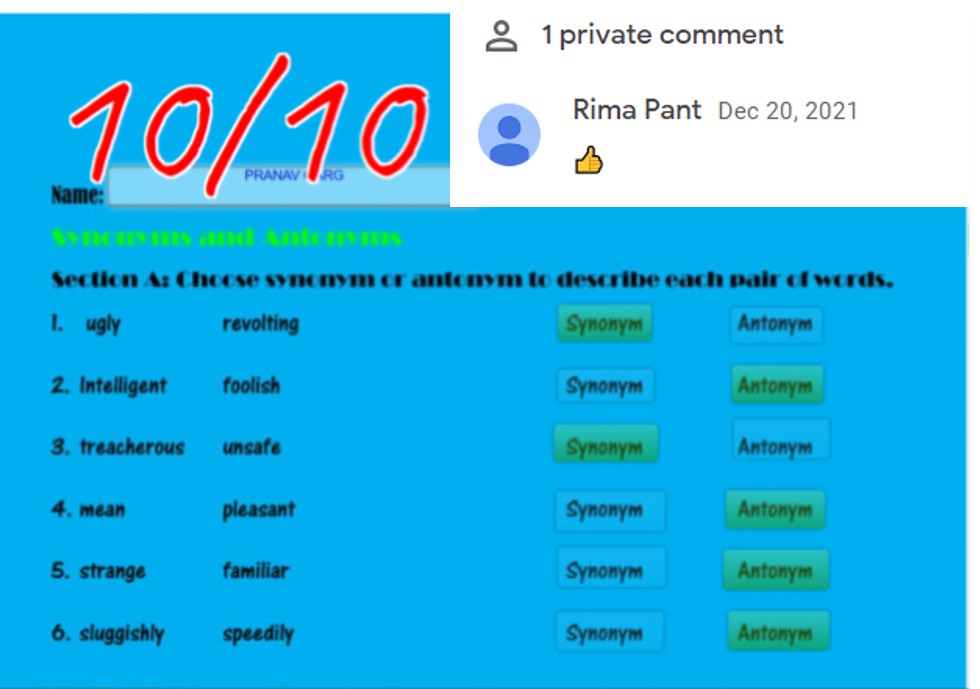 10/10
1 private comment
Rima Pant Dec 20, 2021
Name: PRANAV GARG
Synonyms and Antonyms
Section A: Choose synonym or antonym to describe each pair of words.
1. ugly revolting Synonym Antonym
2. Intelligent foolish Synonym Antonym
3. treacherous unsafe Synonym Antonym
4. mean pleasant Synonym Antonym
5. strange familiar Synonym Antonym
6. sluggishly speedily Synonym Antonym